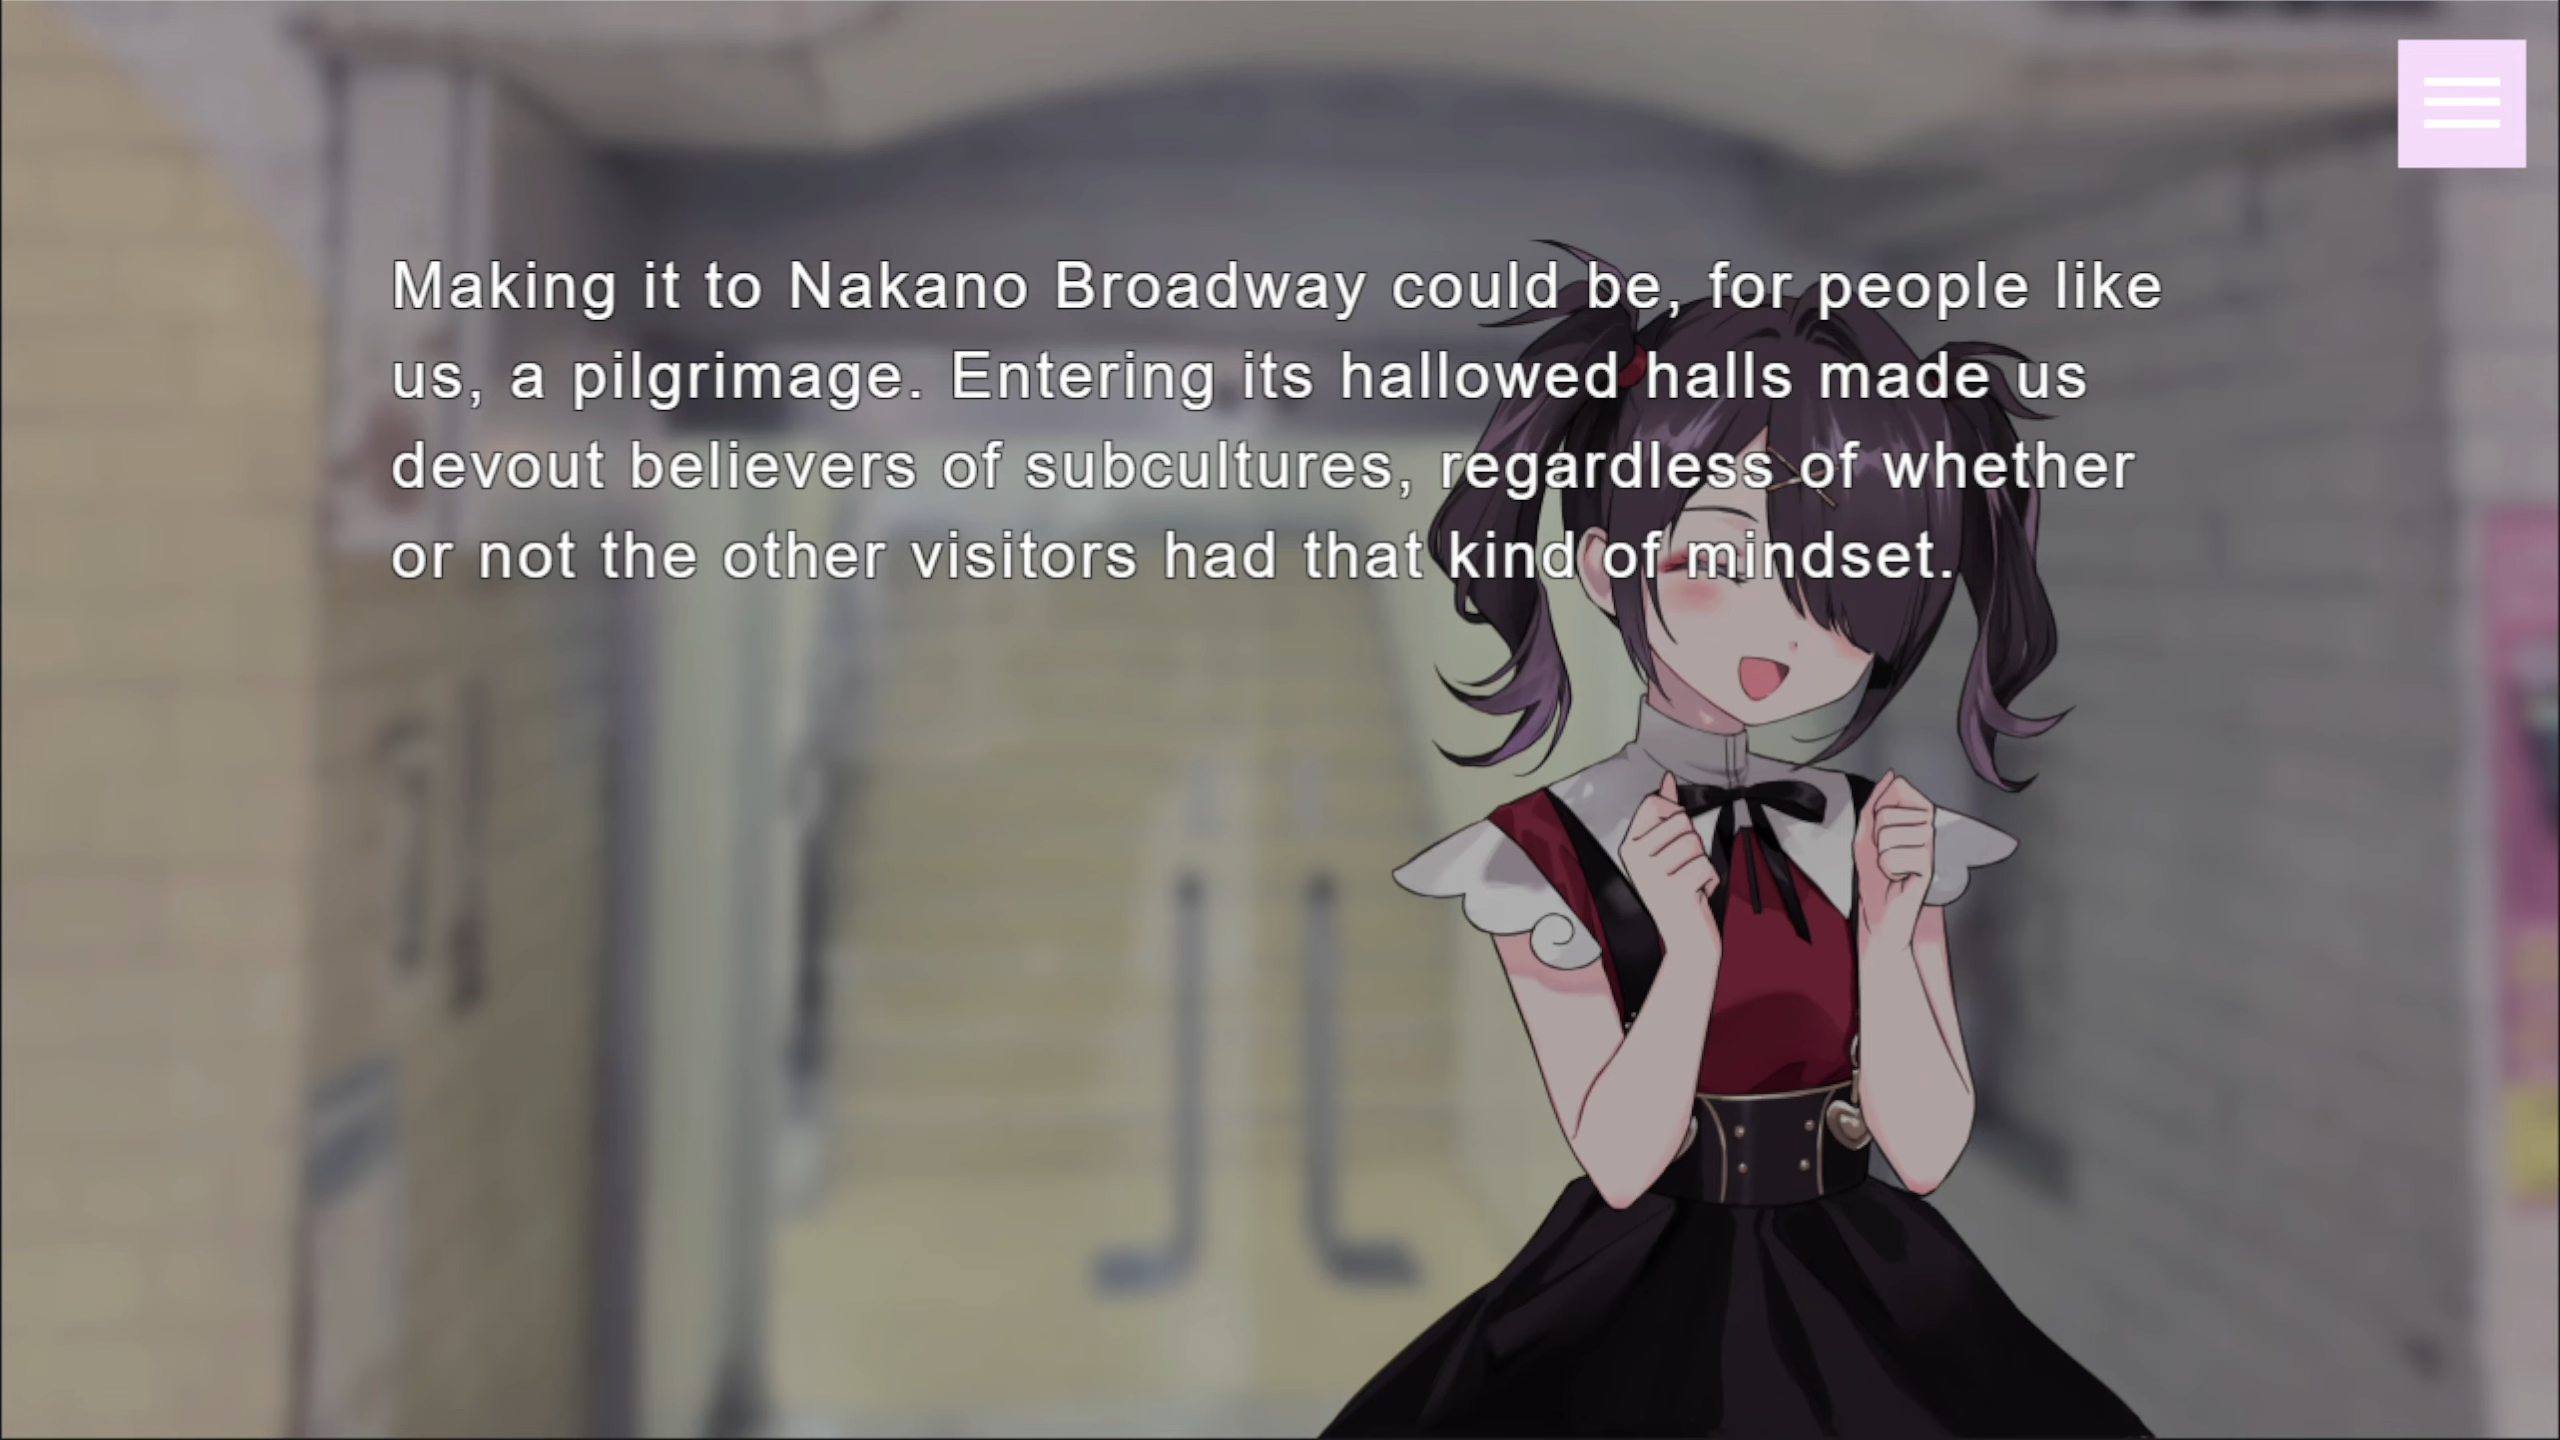 Making it to Nakano Broadway could be, for people like
us, a pilgrimage. Entering its hallowed halls made us
devout believers of subcultures, regardless of whether
or not the other visitors had that kind of mindset.